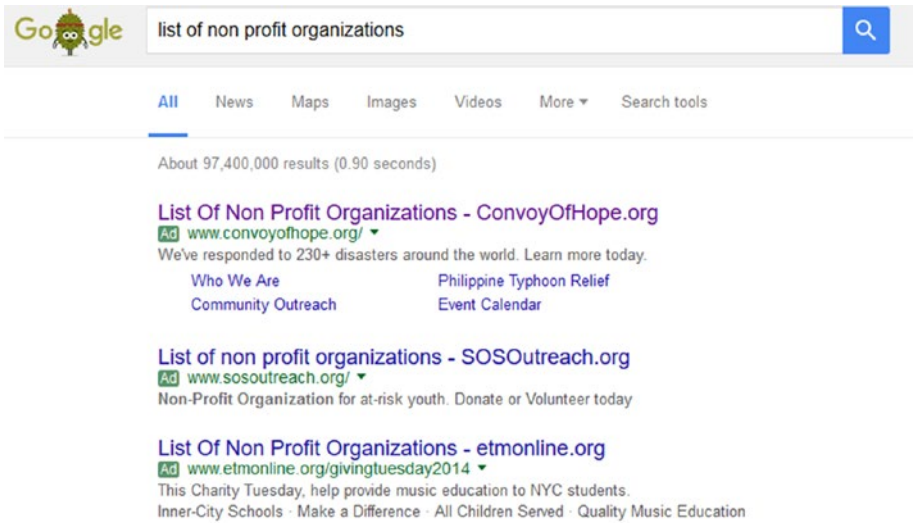 Google
list of non profit organizations
All News Maps Images Videos More ▾ Search tools
About 97,400,000 results (0.90 seconds)
List Of Non Profit Organizations - ConvoyOfHope.org
Ad www.convoyofhope.org/ ▾
We've responded to 230+ disasters around the world. Learn more today.
Who We Are Philippine Typhoon Relief
Community Outreach Event Calendar
List of non profit organizations - SOSOutreach.org
Ad www.sosoutreach.org/ ▾
Non-Profit Organization for at-risk youth. Donate or Volunteer today
List Of Non Profit Organizations - etmonline.org
Ad www.etmonline.org/givingtuesday2014 ▾
This Charity Tuesday, help provide music education to NYC students.
Inner-City Schools · Make a Difference · All Children Served · Quality Music Education